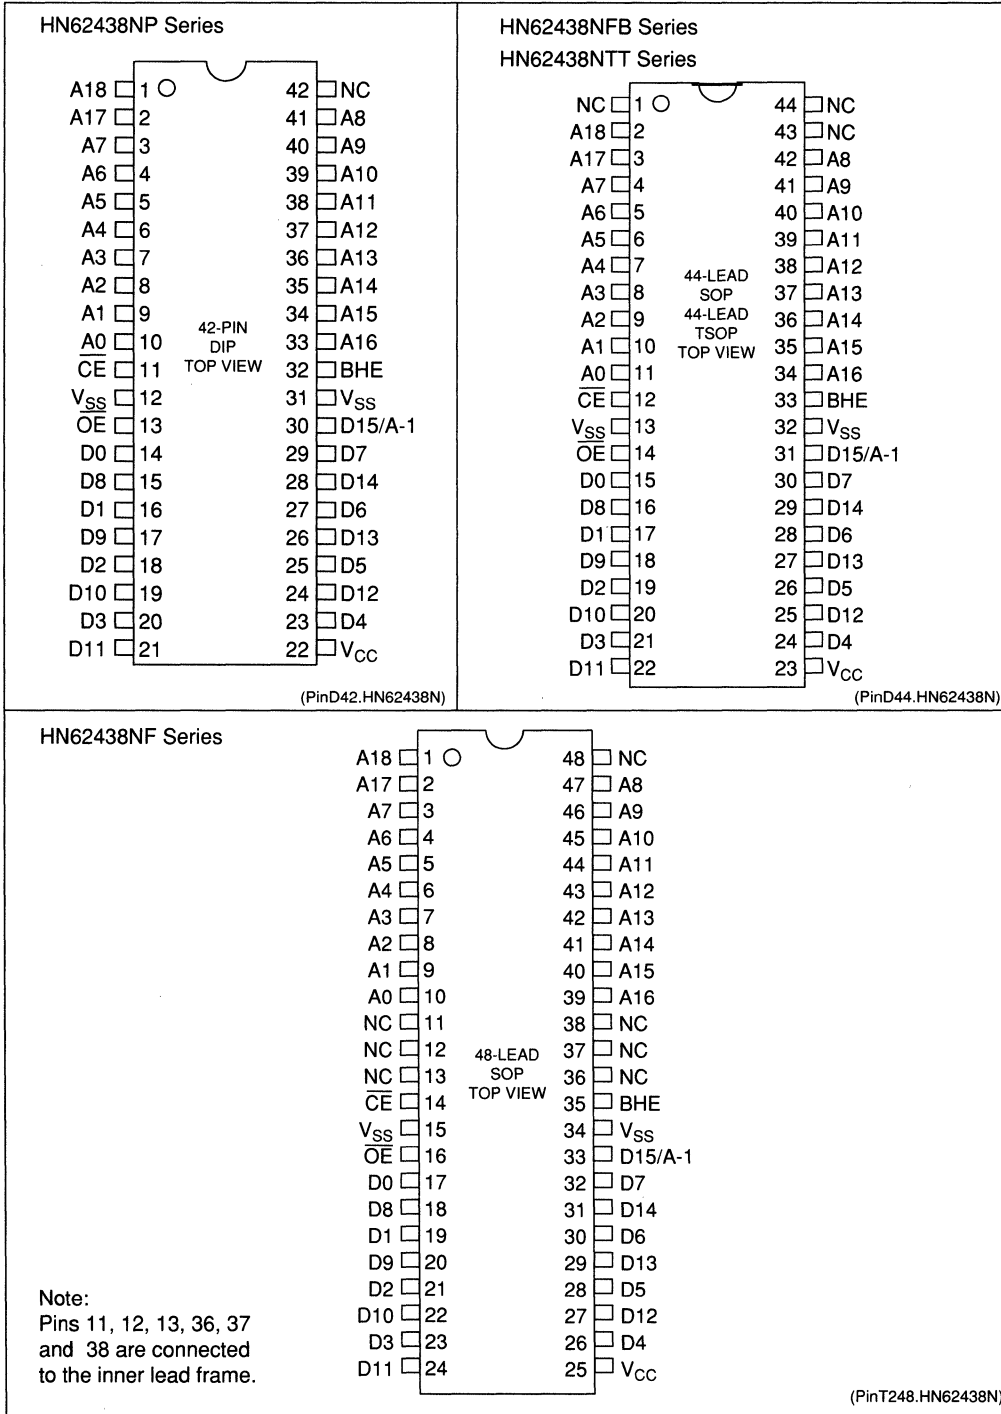 HN62438NP Series
A18 1 42 NC
A17 2 41 A8
A7 3 40 A9
A6 4 39 A10
A5 5 38 A11
A4 6 37 A12
A3 7 36 A13
A2 8 35 A14
A1 9 34 A15
A0 10 33 A16
C̅E̅ 11 32 BHE
VSS 12 31 VSS
O̅E̅ 13 30 D15/A-1
D0 14 29 D7
D8 15 28 D14
D1 16 27 D6
D9 17 26 D13
D2 18 25 D5
D10 19 24 D12
D3 20 23 D4
D11 21 22 VCC
42-PIN
DIP
TOP VIEW
(PinD42.HN62438N)
HN62438NFB Series
HN62438NTT Series
NC 1 44 NC
A18 2 43 NC
A17 3 42 A8
A7 4 41 A9
A6 5 40 A10
A5 6 39 A11
A4 7 38 A12
A3 8 37 A13
A2 9 36 A14
A1 10 35 A15
A0 11 34 A16
C̅E̅ 12 33 BHE
VSS 13 32 VSS
O̅E̅ 14 31 D15/A-1
D0 15 30 D7
D8 16 29 D14
D1 17 28 D6
D9 18 27 D13
D2 19 26 D5
D10 20 25 D12
D3 21 24 D4
D11 22 23 VCC
44-LEAD
SOP
44-LEAD
TSOP
TOP VIEW
(PinD44.HN62438N)
HN62438NF Series
A18 1 48 NC
A17 2 47 A8
A7 3 46 A9
A6 4 45 A10
A5 5 44 A11
A4 6 43 A12
A3 7 42 A13
A2 8 41 A14
A1 9 40 A15
A0 10 39 A16
NC 11 38 NC
NC 12 37 NC
NC 13 36 NC
C̅E̅ 14 35 BHE
VSS 15 34 VSS
O̅E̅ 16 33 D15/A-1
D0 17 32 D7
D8 18 31 D14
D1 19 30 D6
D9 20 29 D13
D2 21 28 D5
D10 22 27 D12
D3 23 26 D4
D11 24 25 VCC
48-LEAD
SOP
TOP VIEW
Note:
Pins 11, 12, 13, 36, 37
and 38 are connected
to the inner lead frame.
(PinT248.HN62438N)